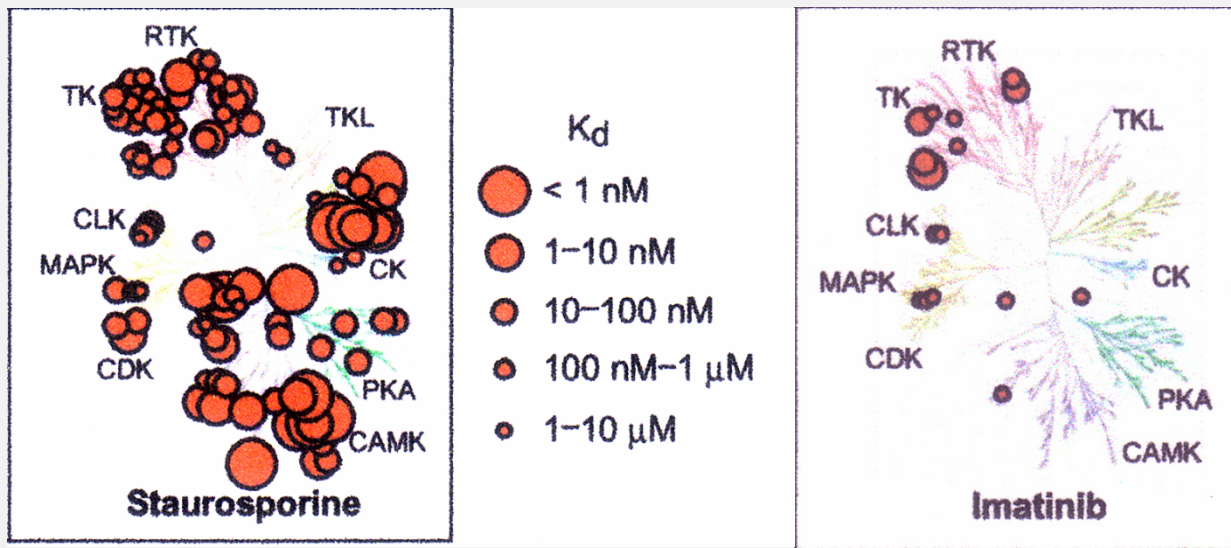 RTK
TK
TKL
CLK
MAPK
CK
CDK
PKA
CAMK
Staurosporine
Kd
< 1 nM
1–10 nM
10–100 nM
100 nM–1 μM
1–10 μM
RTK
TK
TKL
CLK
CK
MAPK
CDK
PKA
CAMK
Imatinib